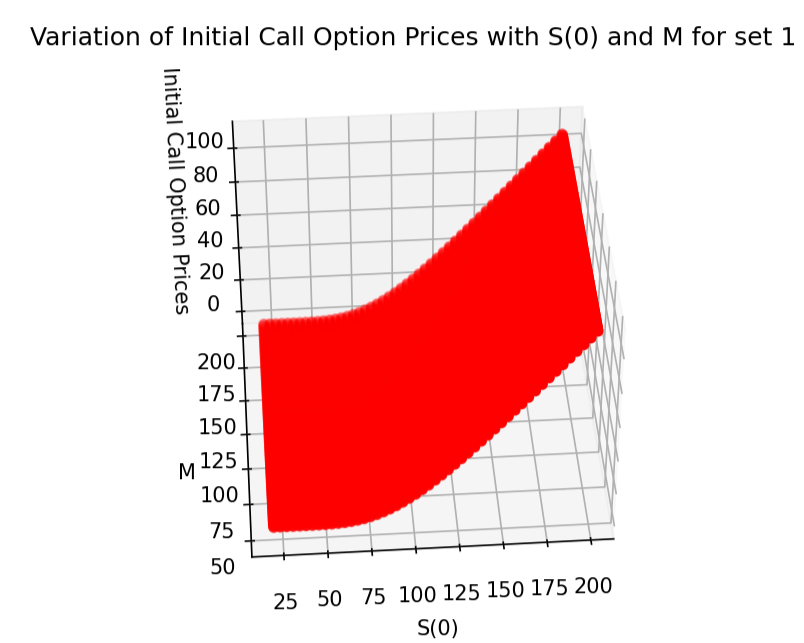 Variation of Initial Call Option Prices with S(0) and M for set 1
Initial Call Option Prices
100
80
60
40
20
0
200
175
150
125
100
75
50
M
25 50 75 100 125 150 175 200
S(0)